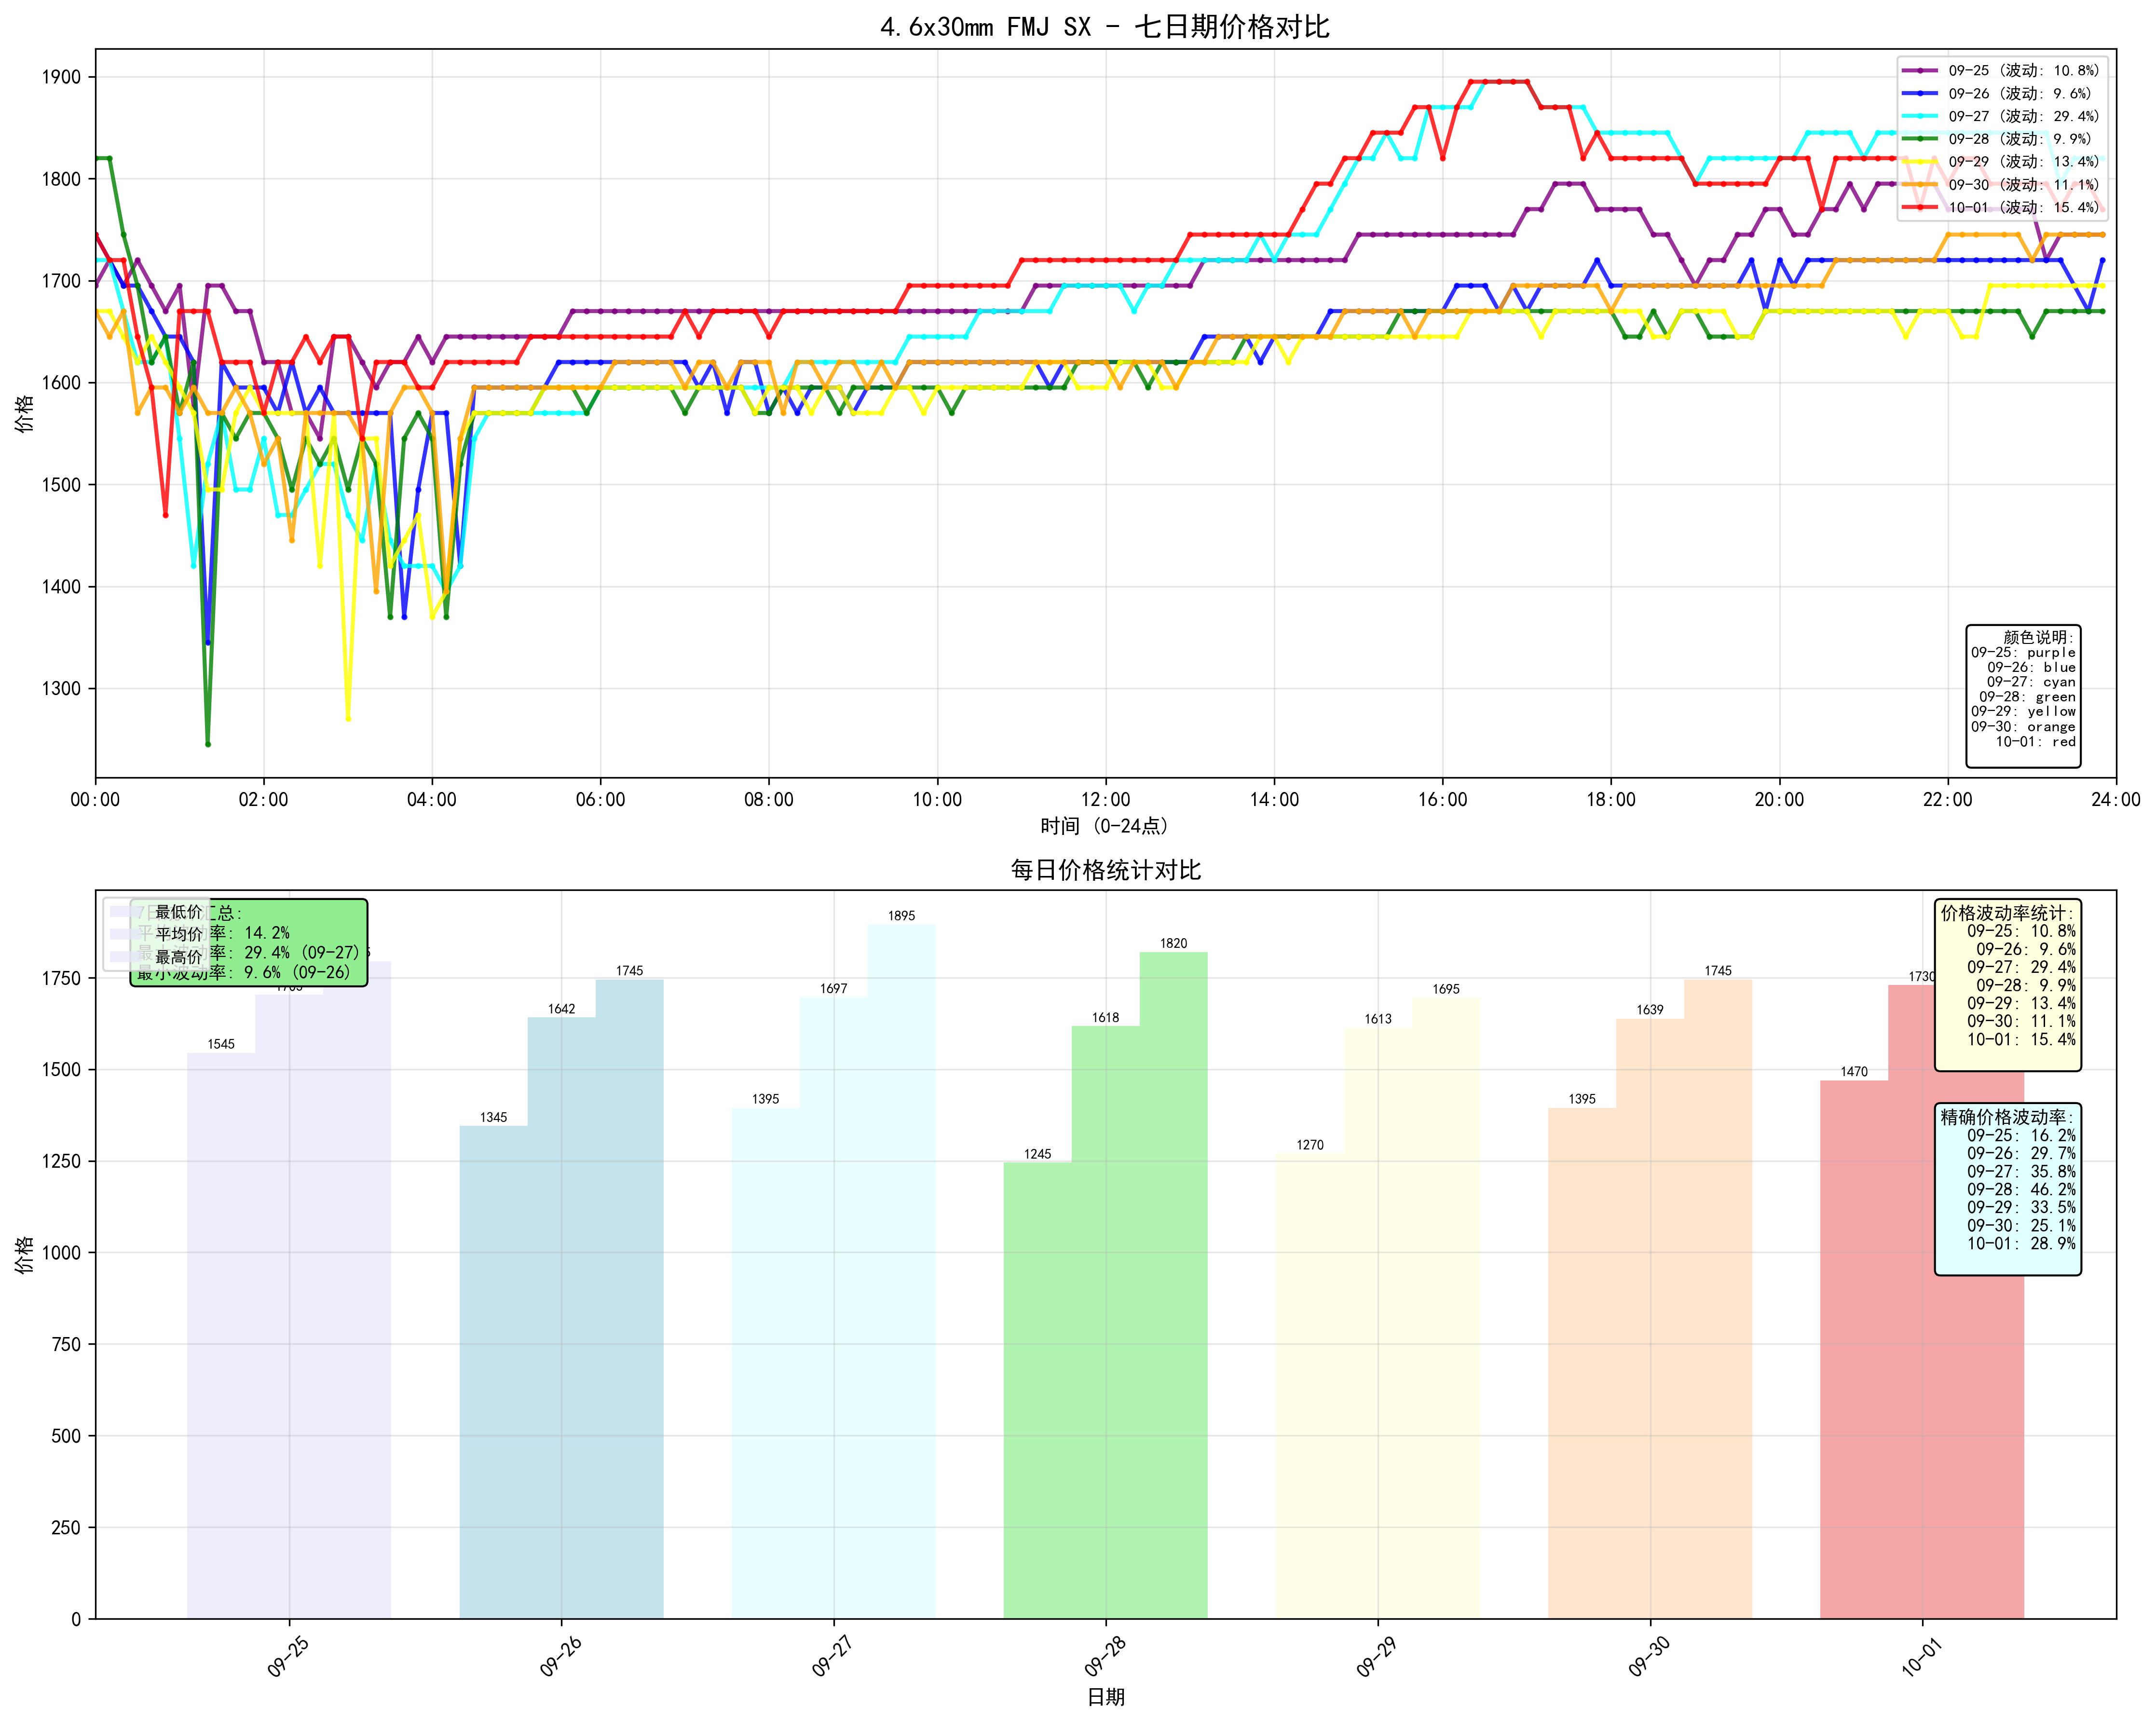 4.6x30mm FMJ SX - 七日期价格对比
价格
1900
1800
1700
1600
1500
1400
1300
09-25 (波动: 10.8%)
09-26 (波动: 9.6%)
09-27 (波动: 29.4%)
09-28 (波动: 9.9%)
09-29 (波动: 13.4%)
09-30 (波动: 11.1%)
10-01 (波动: 15.4%)
颜色说明:
09-25: purple
09-26: blue
09-27: cyan
09-28: green
09-29: yellow
09-30: orange
10-01: red
00:00 02:00 04:00 06:00 08:00 10:00 12:00 14:00 16:00 18:00 20:00 22:00 24:00
时间 (0-24点)
每日价格统计对比
价格
1750
1500
1250
1000
750
500
250
0
最低价
平均价
最高价
汇总:
率: 14.2%
率: 29.4% (09-27)
最小波动率: 9.6% (09-26)
1545
1345 1642 1745
1395 1697 1895
1245 1618 1820
1270 1613 1695
1395 1639 1745
1470 1730
价格波动率统计:
09-25: 10.8%
09-26: 9.6%
09-27: 29.4%
09-28: 9.9%
09-29: 13.4%
09-30: 11.1%
10-01: 15.4%
精确价格波动率:
09-25: 16.2%
09-26: 29.7%
09-27: 35.8%
09-28: 46.2%
09-29: 33.5%
09-30: 25.1%
10-01: 28.9%
09-25 09-26 09-27 09-28 09-29 09-30 10-01
日期